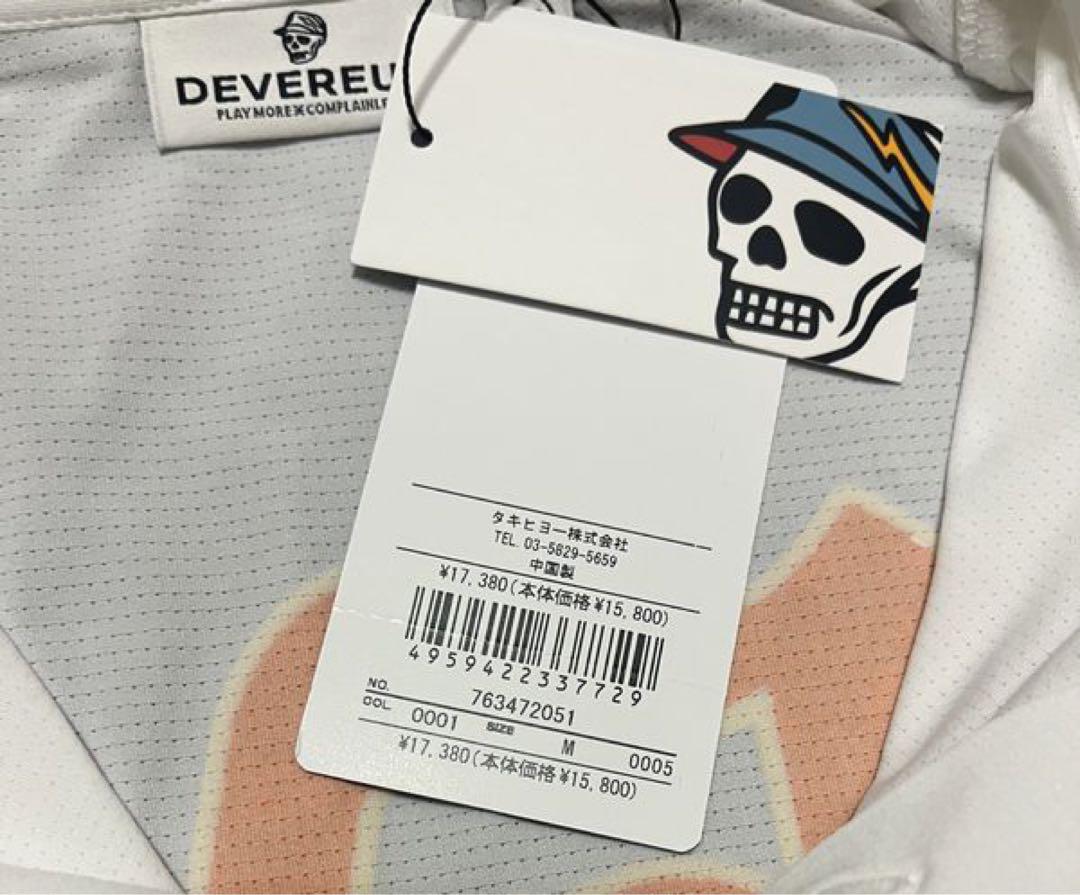 DEVEREU
PLAY MORE COMPLAIN LE
タキヒヨー株式会社
TEL. 03-5829-5659
中国製
¥17,380(本体価格¥15,800)
4959422337729
NO. 763472051
COL. 0001 SIZE M 0005
¥17,380(本体価格¥15,800)